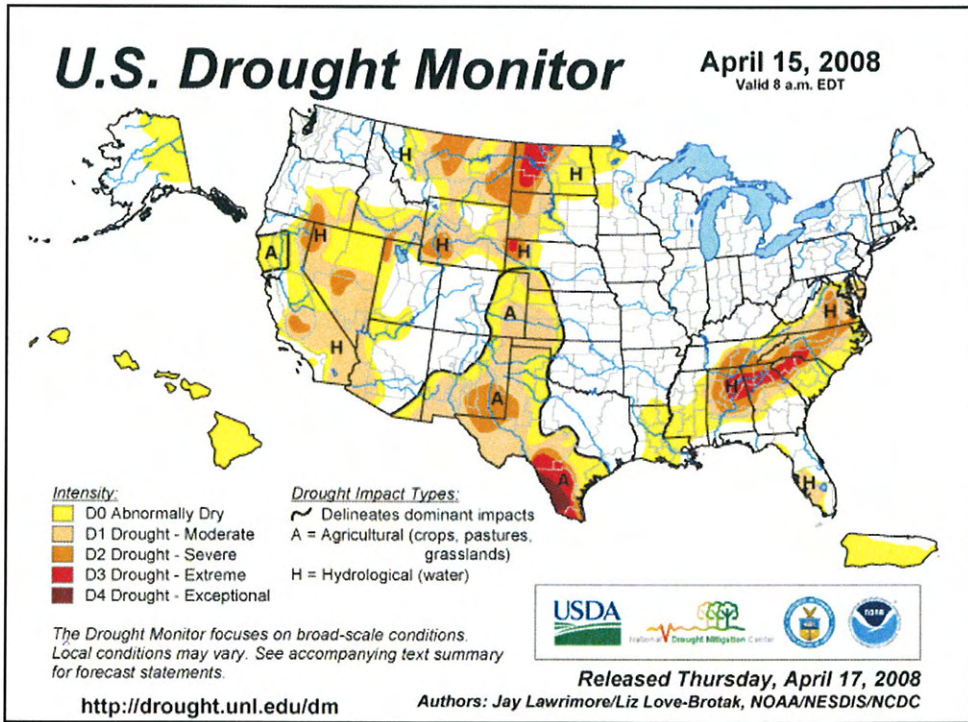 U.S. Drought Monitor
April 15, 2008
Valid 8 a.m. EDT
H
H
H
A
H
H
H
A
H
H
A
H
A
H
Intensity:
D0 Abnormally Dry
D1 Drought - Moderate
D2 Drought - Severe
D3 Drought - Extreme
D4 Drought - Exceptional
Drought Impact Types:
Delineates dominant impacts
A = Agricultural (crops, pastures,
grasslands)
H = Hydrological (water)
USDA
National Drought Mitigation Center
The Drought Monitor focuses on broad-scale conditions.
Local conditions may vary. See accompanying text summary
for forecast statements.
http://drought.unl.edu/dm
Released Thursday, April 17, 2008
Authors: Jay Lawrimore/Liz Love-Brotak, NOAA/NESDIS/NCDC